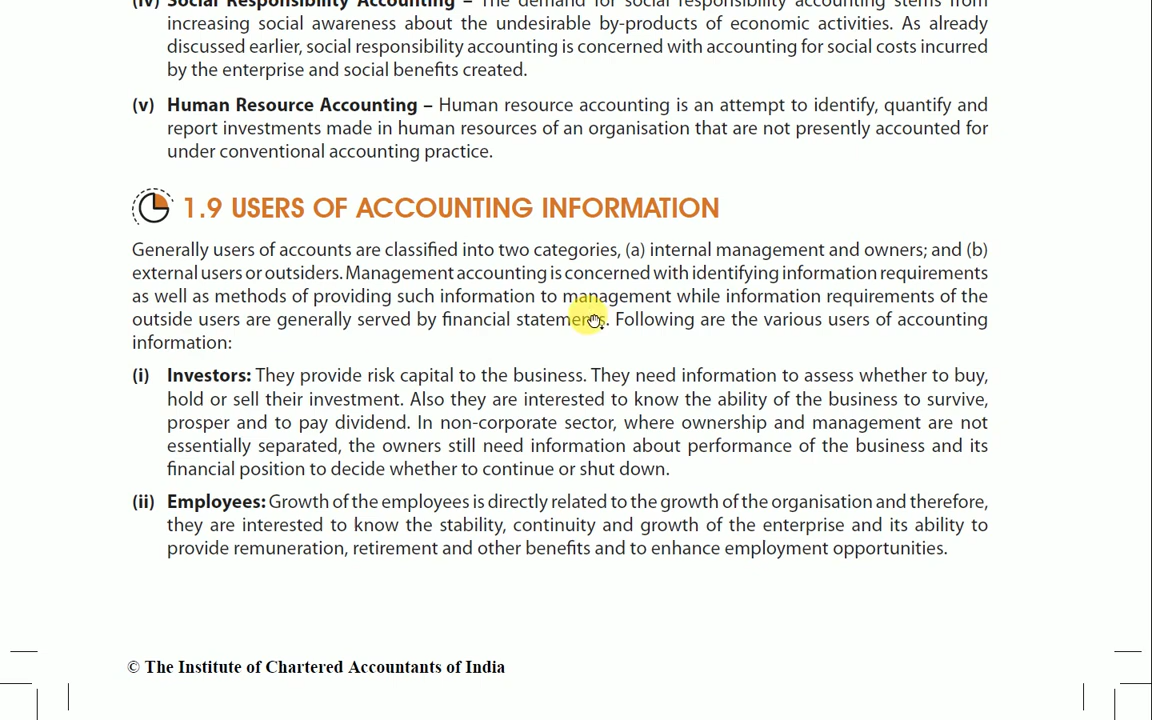 (iv) Social Responsibility Accounting – The demand for social responsibility accounting stems from
increasing social awareness about the undesirable by-products of economic activities. As already
discussed earlier, social responsibility accounting is concerned with accounting for social costs incurred
by the enterprise and social benefits created.
(v) Human Resource Accounting – Human resource accounting is an attempt to identify, quantify and
report investments made in human resources of an organisation that are not presently accounted for
under conventional accounting practice.
1.9 USERS OF ACCOUNTING INFORMATION
Generally users of accounts are classified into two categories, (a) internal management and owners; and (b)
external users or outsiders. Management accounting is concerned with identifying information requirements
as well as methods of providing such information to management while information requirements of the
outside users are generally served by financial statements. Following are the various users of accounting
information:
(i) Investors: They provide risk capital to the business. They need information to assess whether to buy,
hold or sell their investment. Also they are interested to know the ability of the business to survive,
prosper and to pay dividend. In non-corporate sector, where ownership and management are not
essentially separated, the owners still need information about performance of the business and its
financial position to decide whether to continue or shut down.
(ii) Employees: Growth of the employees is directly related to the growth of the organisation and therefore,
they are interested to know the stability, continuity and growth of the enterprise and its ability to
provide remuneration, retirement and other benefits and to enhance employment opportunities.
© The Institute of Chartered Accountants of India